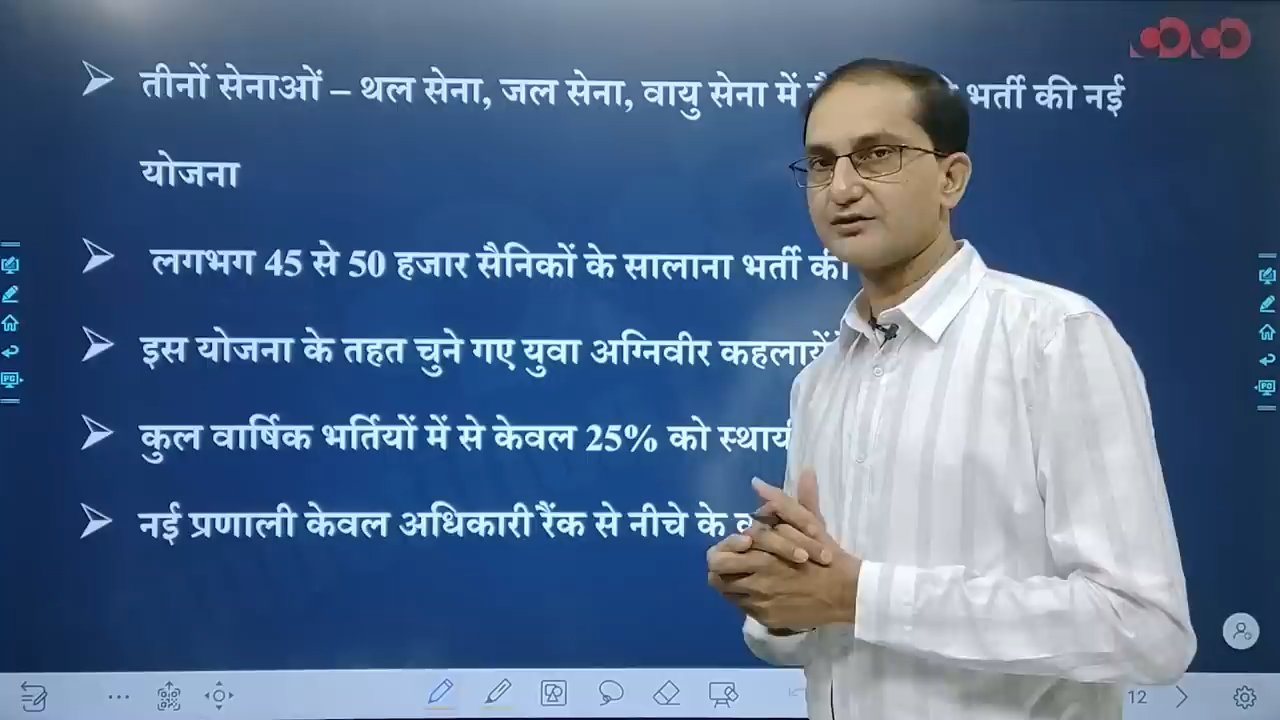 तीनों सेनाओं – थल सेना, जल सेना, वायु सेना में भर्ती की नई
योजना
लगभग 45 से 50 हजार सैनिकों के सालाना भर्ती की
इस योजना के तहत चुने गए युवा अग्निवीर कहलायेंगे
कुल वार्षिक भर्तियों में से केवल 25% को
नई प्रणाली केवल अधिकारी रैंक से नीचे के
12